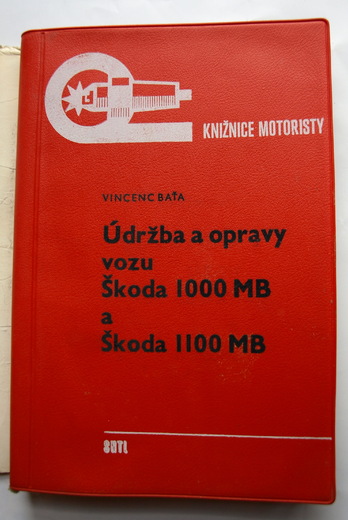 KNIŽNICE MOTORISTY
VINCENC BAŤA
Údržba a opravy
vozu
Škoda 1000 MB
a
Škoda 1100 MB
SNTL